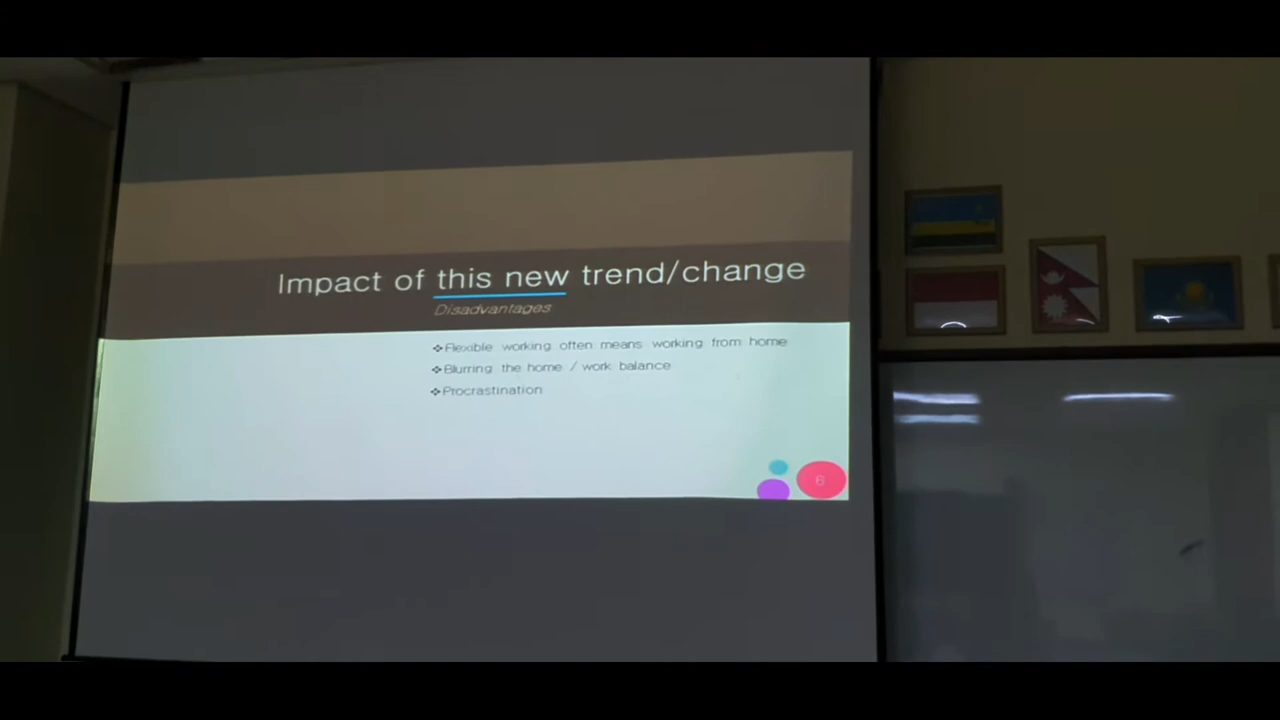 Impact of this new trend/change
Disadvantages
❖Flexible working often means working from home
❖Blurring the home / work balance
❖Procrastination
6